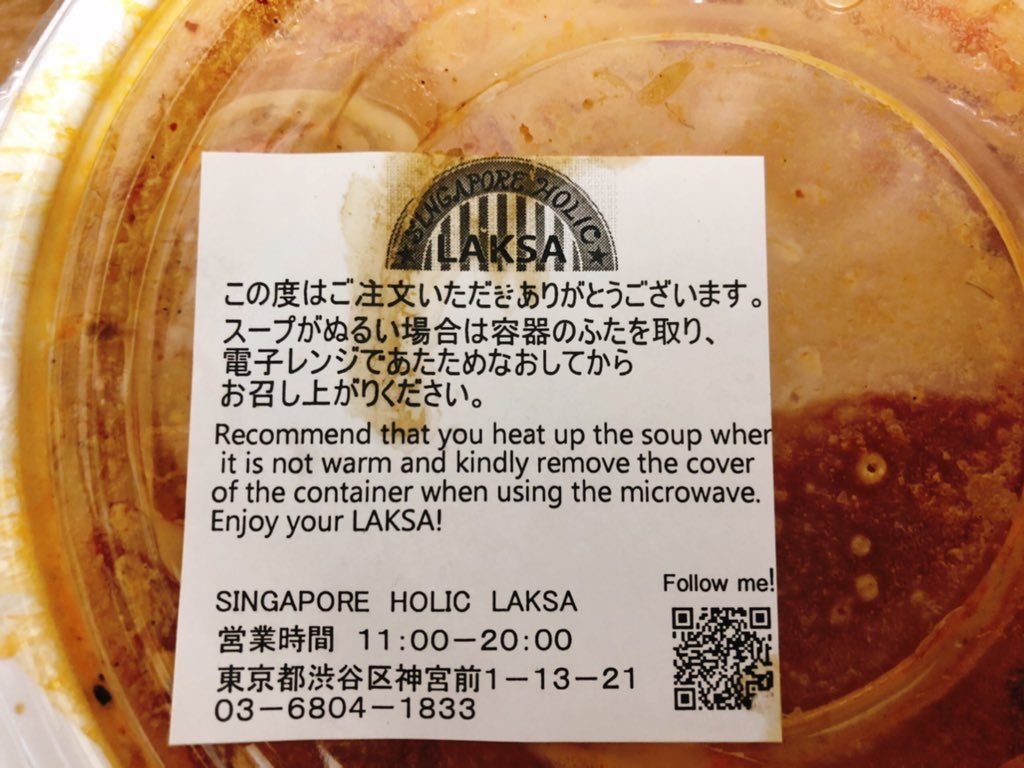 SINGAPORE HOLIC
LAKSA
この度はご注文いただきありがとうございます。
スープがぬるい場合は容器のふたを取り、
電子レンジであたためなおしてから
お召し上がりください。
Recommend that you heat up the soup when
it is not warm and kindly remove the cover
of the container when using the microwave.
Enjoy your LAKSA!
Follow me!
SINGAPORE HOLIC LAKSA
営業時間 11:00－20:00
東京都渋谷区神宮前1－13－21
03－6804－1833